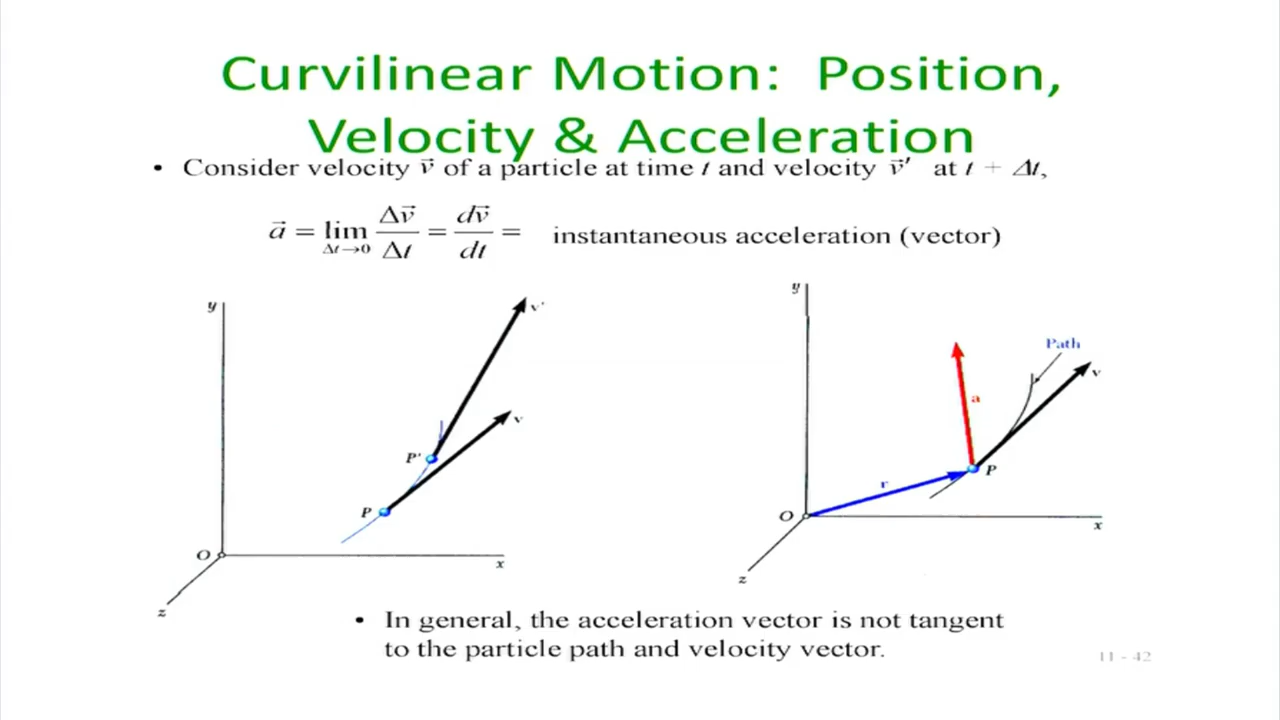 Curvilinear Motion: Position,
Velocity & Acceleration
• Consider velocity v⃗ of a particle at time t and velocity v⃗′ at t + Δt,
a⃗ = lim Δt→0 Δv⃗/Δt = dv⃗/dt = instantaneous acceleration (vector)
y
v'
v
P'
P
O
x
z
y
Path
v
a
P
r
O
x
z
• In general, the acceleration vector is not tangent
to the particle path and velocity vector.
11 - 42